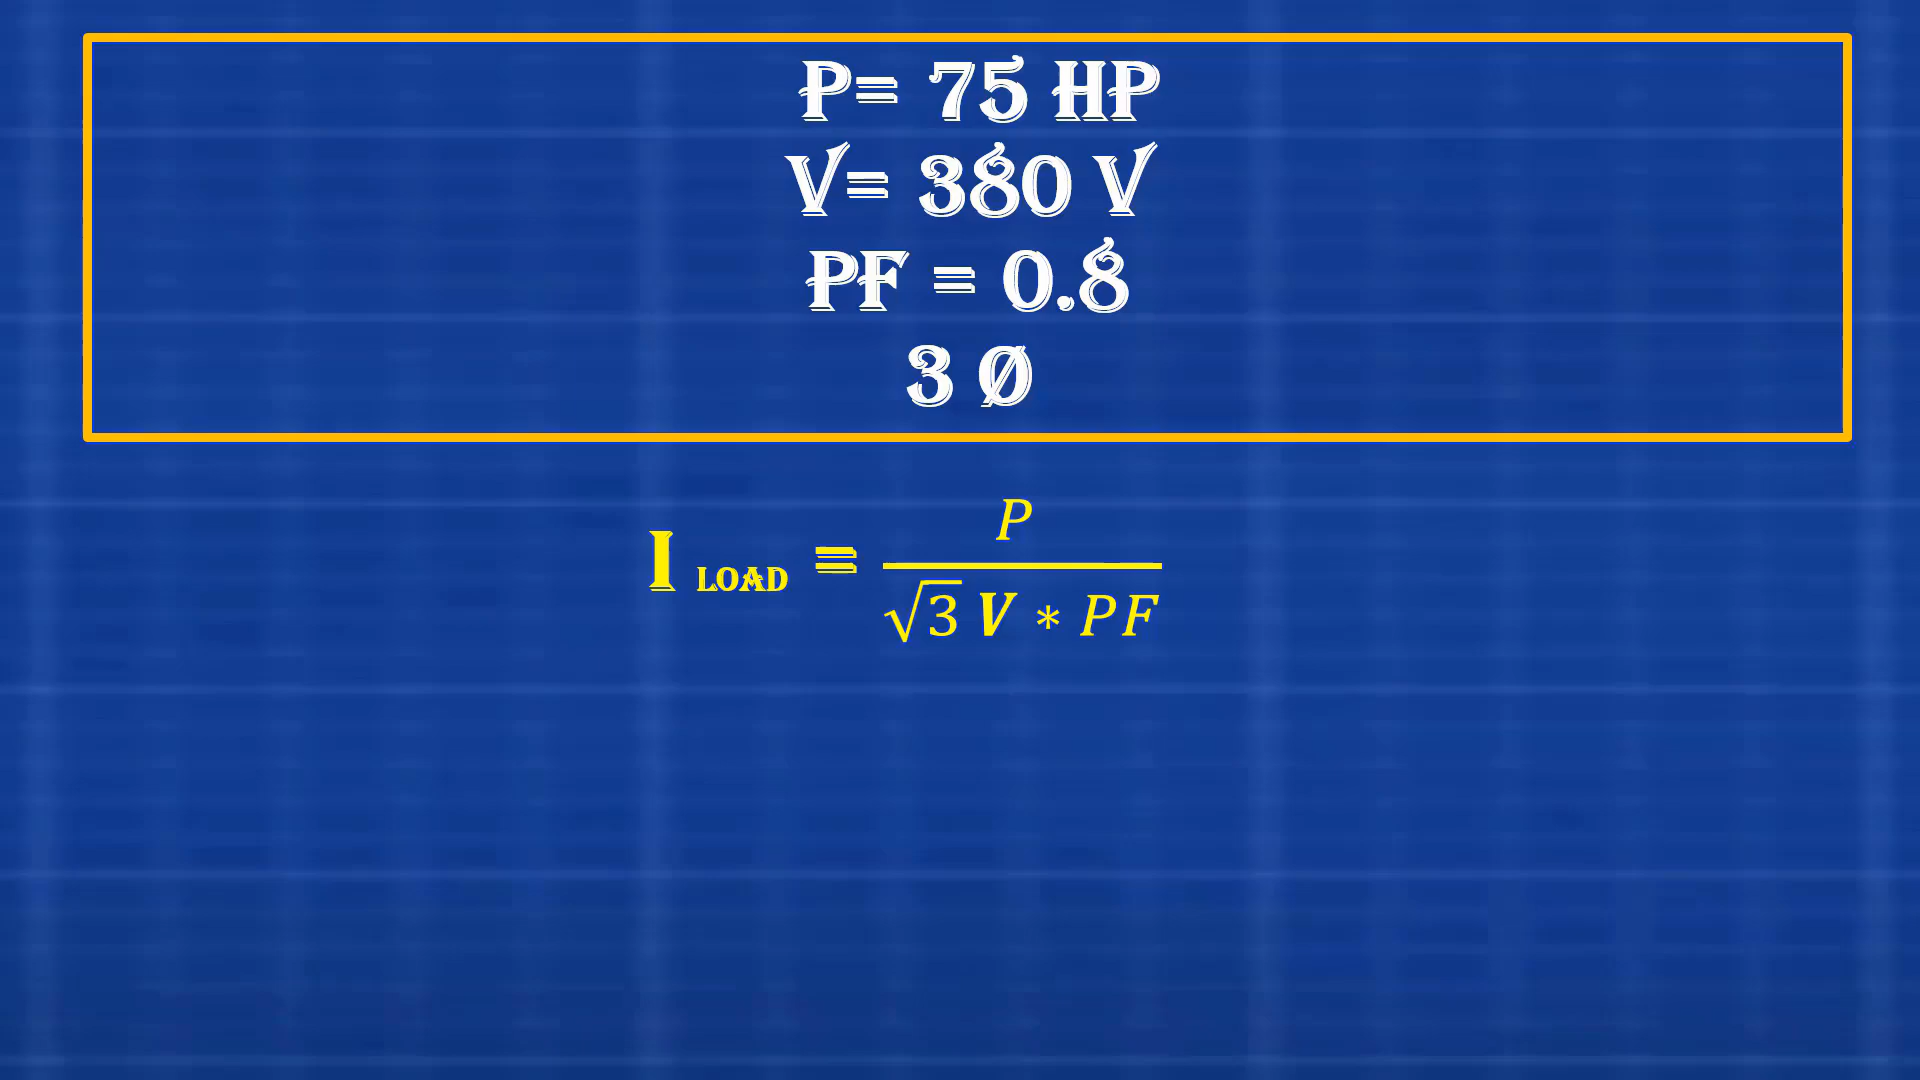 P= 75 HP
V= 380 V
PF = 0.8
3 Ø
I LOAD = P / √3 V * PF